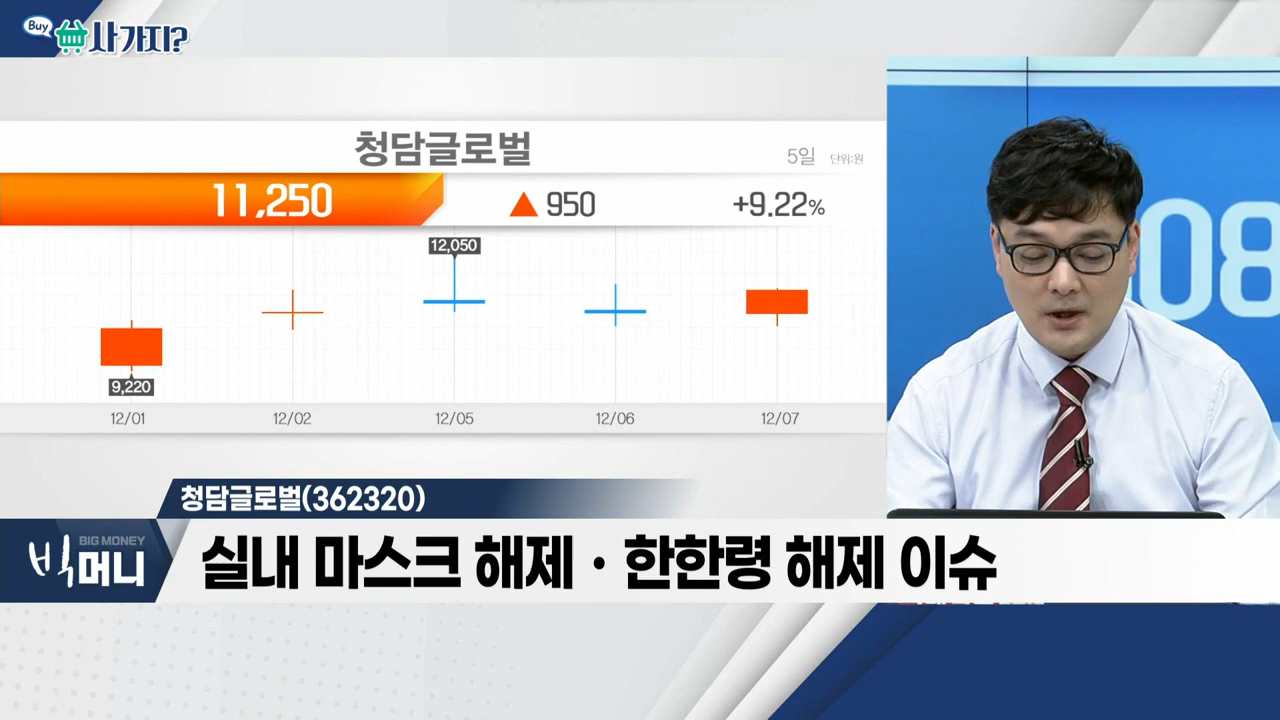 Buy
사가지?
청담글로벌
5일 단위:원
11,250 ▲ 950 +9.22%
12,050
9,220
12/01 12/02 12/05 12/06 12/07
08
청담글로벌(362320)
BIG MONEY
빅머니
실내 마스크 해제 · 한한령 해제 이슈